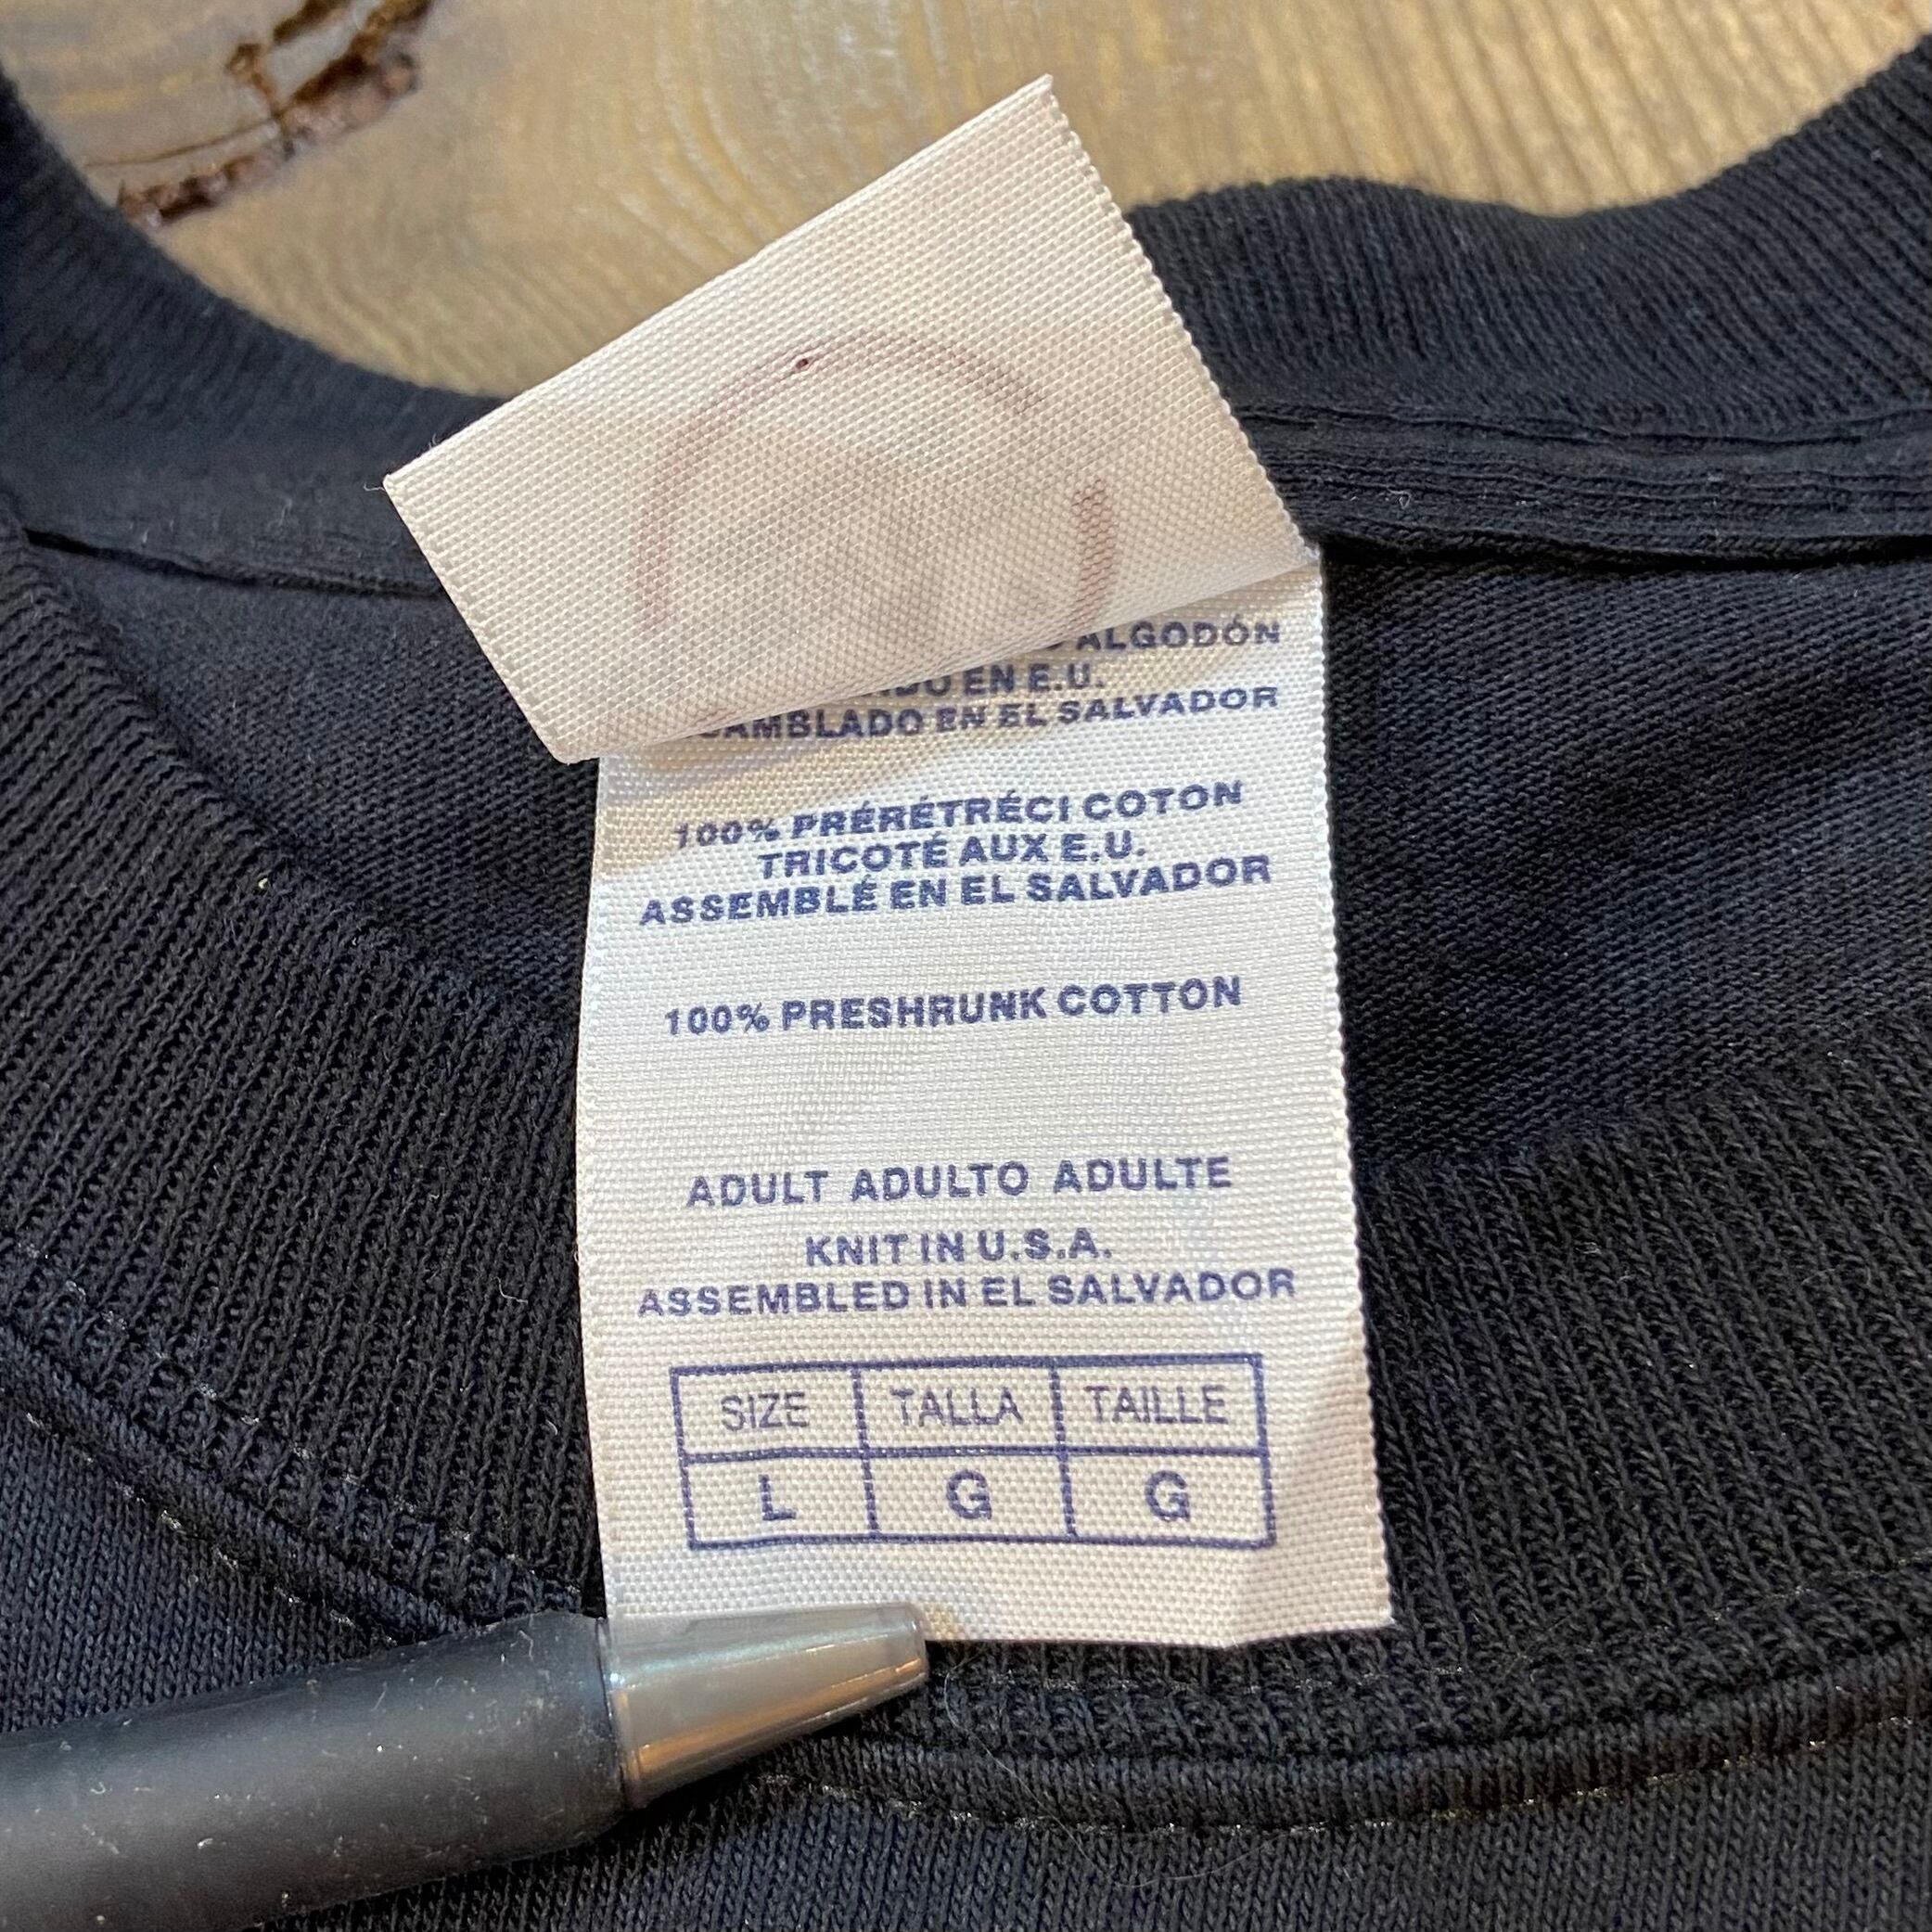 ALGODÓN
EN E.U.
EN EL SALVADOR
100% PRÉRÉTRÉCI COTON
TRICOTÉ AUX E.U.
ASSEMBLÉ EN EL SALVADOR
100% PRESHRUNK COTTON
ADULT ADULTO ADULTE
KNIT IN U.S.A.
ASSEMBLED IN EL SALVADOR
SIZE TALLA TAILLE
L G G